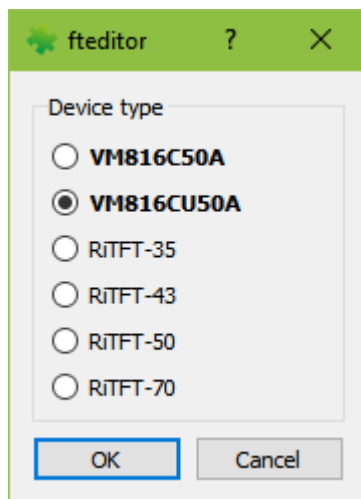 fteditor ?
Device type
VM816C50A
VM816CU50A
RiTFT-35
RiTFT-43
RiTFT-50
RiTFT-70
OK Cancel